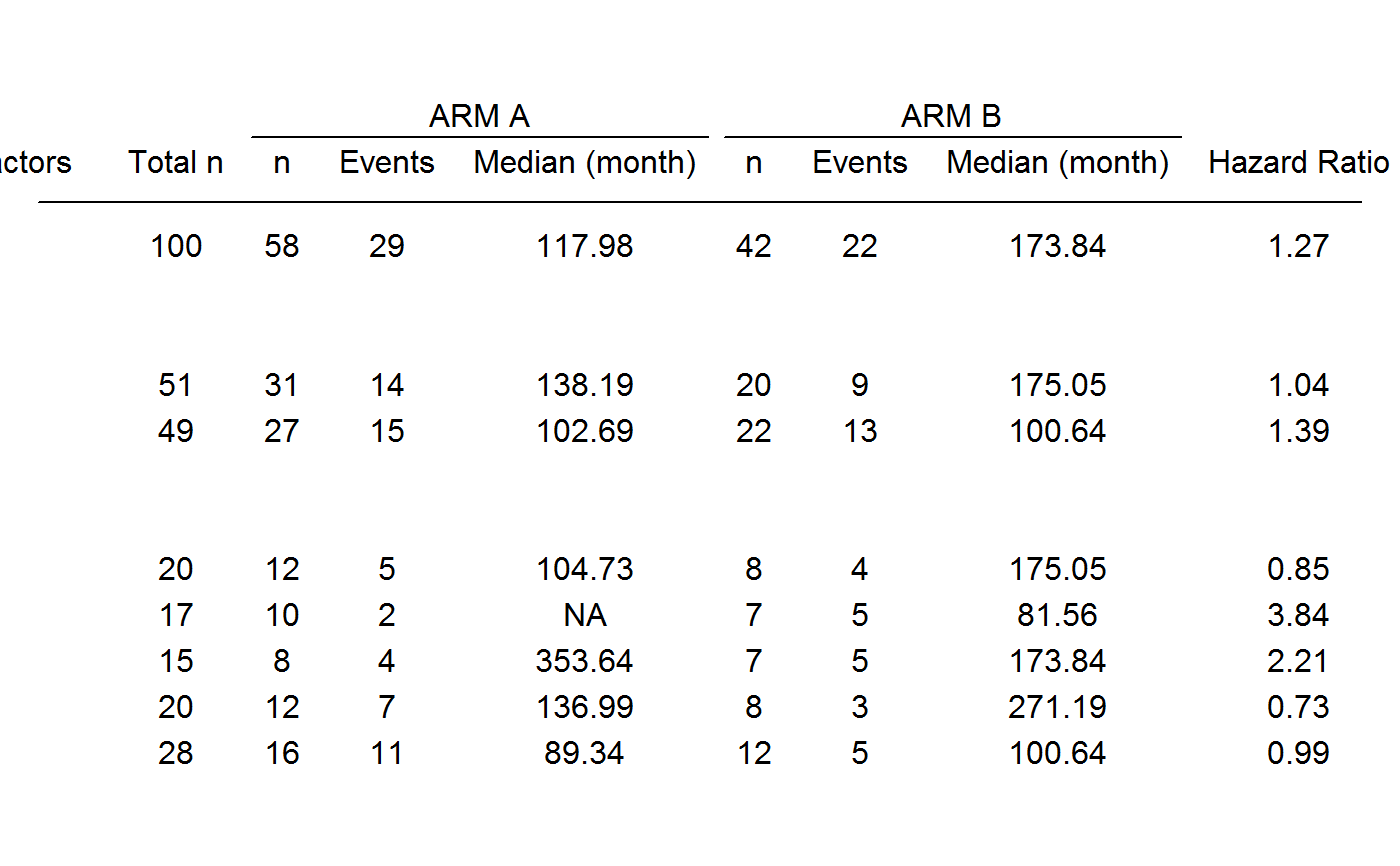 ARM A ARM B
actors Total n n Events Median (month) n Events Median (month) Hazard Ratio
100 58 29 117.98 42 22 173.84 1.27
51 31 14 138.19 20 9 175.05 1.04
49 27 15 102.69 22 13 100.64 1.39
20 12 5 104.73 8 4 175.05 0.85
17 10 2 NA 7 5 81.56 3.84
15 8 4 353.64 7 5 173.84 2.21
20 12 7 136.99 8 3 271.19 0.73
28 16 11 89.34 12 5 100.64 0.99